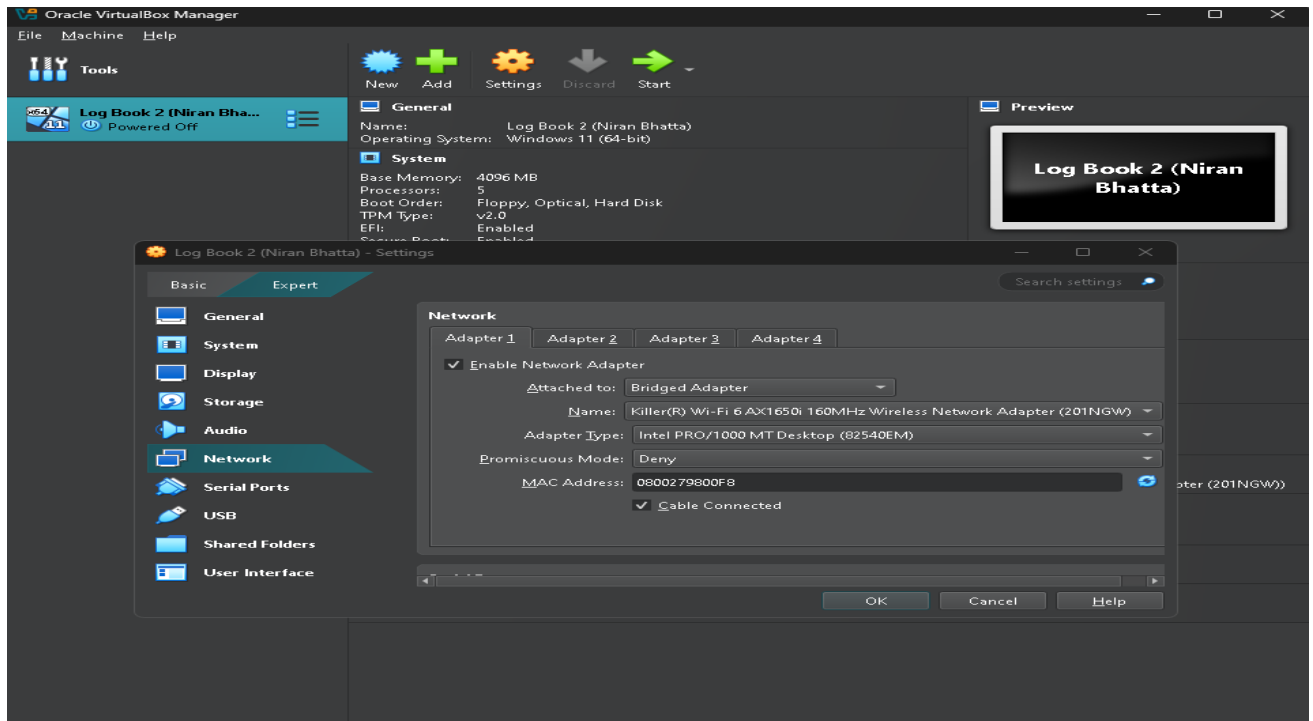 Oracle VirtualBox Manager
File Machine Help
Tools
New Add Settings Discard Start
Log Book 2 (Niran Bha...
Powered Off
x64
11
General
Name: Log Book 2 (Niran Bhatta)
Operating System: Windows 11 (64-bit)
System
Base Memory: 4096 MB
Processors: 5
Boot Order: Floppy, Optical, Hard Disk
TPM Type: v2.0
EFI: Enabled
Secure Boot: Enabled
Preview
Log Book 2 (Niran
Bhatta)
Log Book 2 (Niran Bhatta) - Settings
Basic Expert
Search settings
General
System
Display
Storage
Audio
Network
Serial Ports
USB
Shared Folders
User Interface
Network
Adapter 1 Adapter 2 Adapter 3 Adapter 4
Enable Network Adapter
Attached to: Bridged Adapter
Name: Killer(R) Wi-Fi 6 AX1650i 160MHz Wireless Network Adapter (201NGW)
Adapter Type: Intel PRO/1000 MT Desktop (82540EM)
Promiscuous Mode: Deny
MAC Address: 0800279800F8
Cable Connected
OK Cancel Help
pter (201NGW))